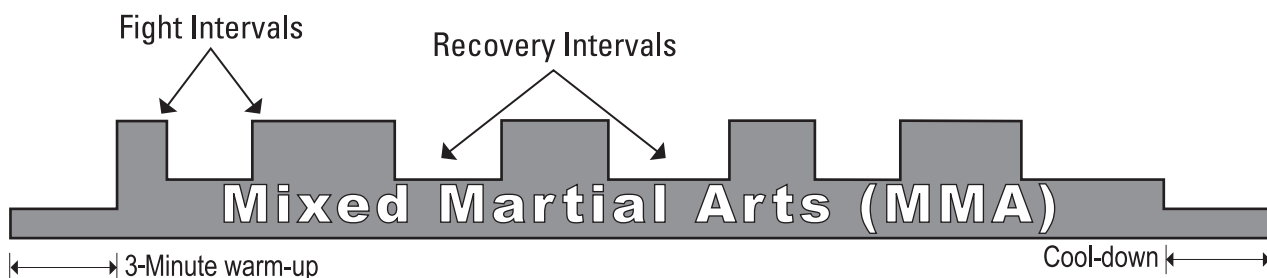 Fight Intervals
Recovery Intervals
Mixed Martial Arts (MMA)
3-Minute warm-up
Cool-down